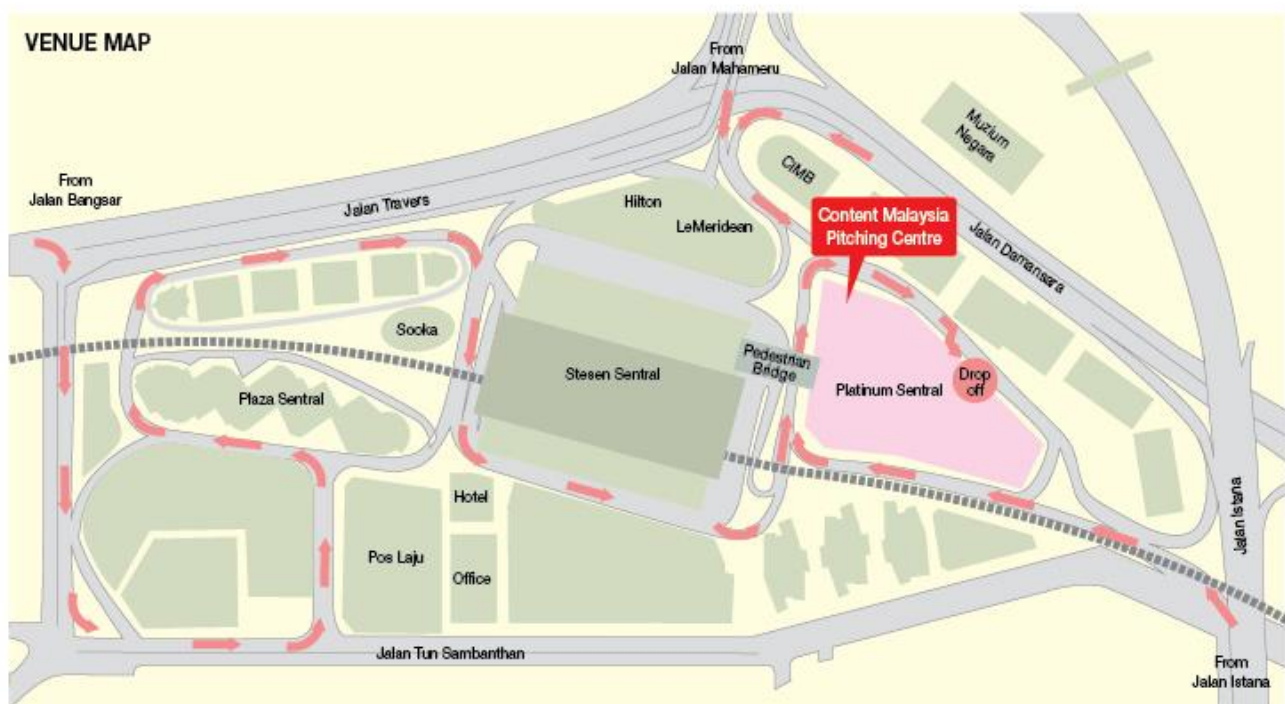 VENUE MAP
From
Jalan Mahameru
Muzium
Negara
From
Jalan Bangsar
Jalan Travers
CIMB
Hilton
LeMeridean
Content Malaysia
Pitching Centre
Jalan Damansara
Sooka
Stesen Sentral
Pedestrian
Bridge
Platinum Sentral
Drop
off
Plaza Sentral
Hotel
Pos Laju
Office
Jalan Istana
Jalan Tun Sambanthan
From
Jalan Istana